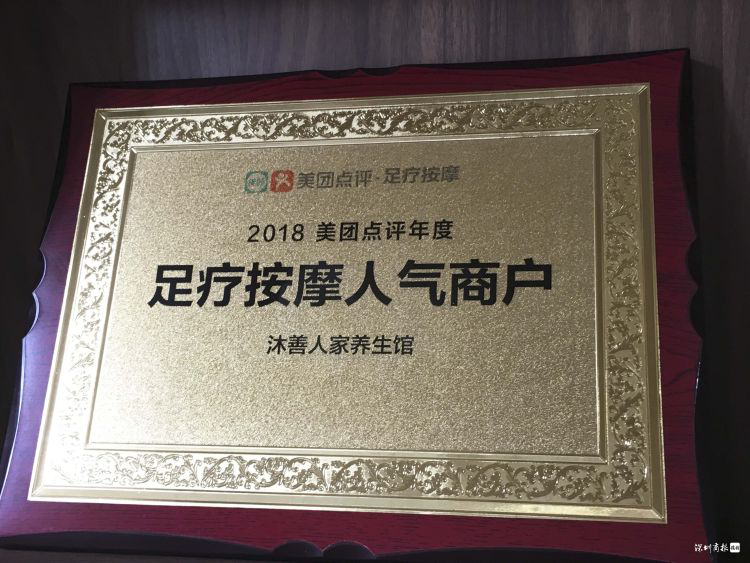 美团点评·足疗按摩
2018 美团点评年度
足疗按摩人气商户
沐善人家养生馆
深圳商报